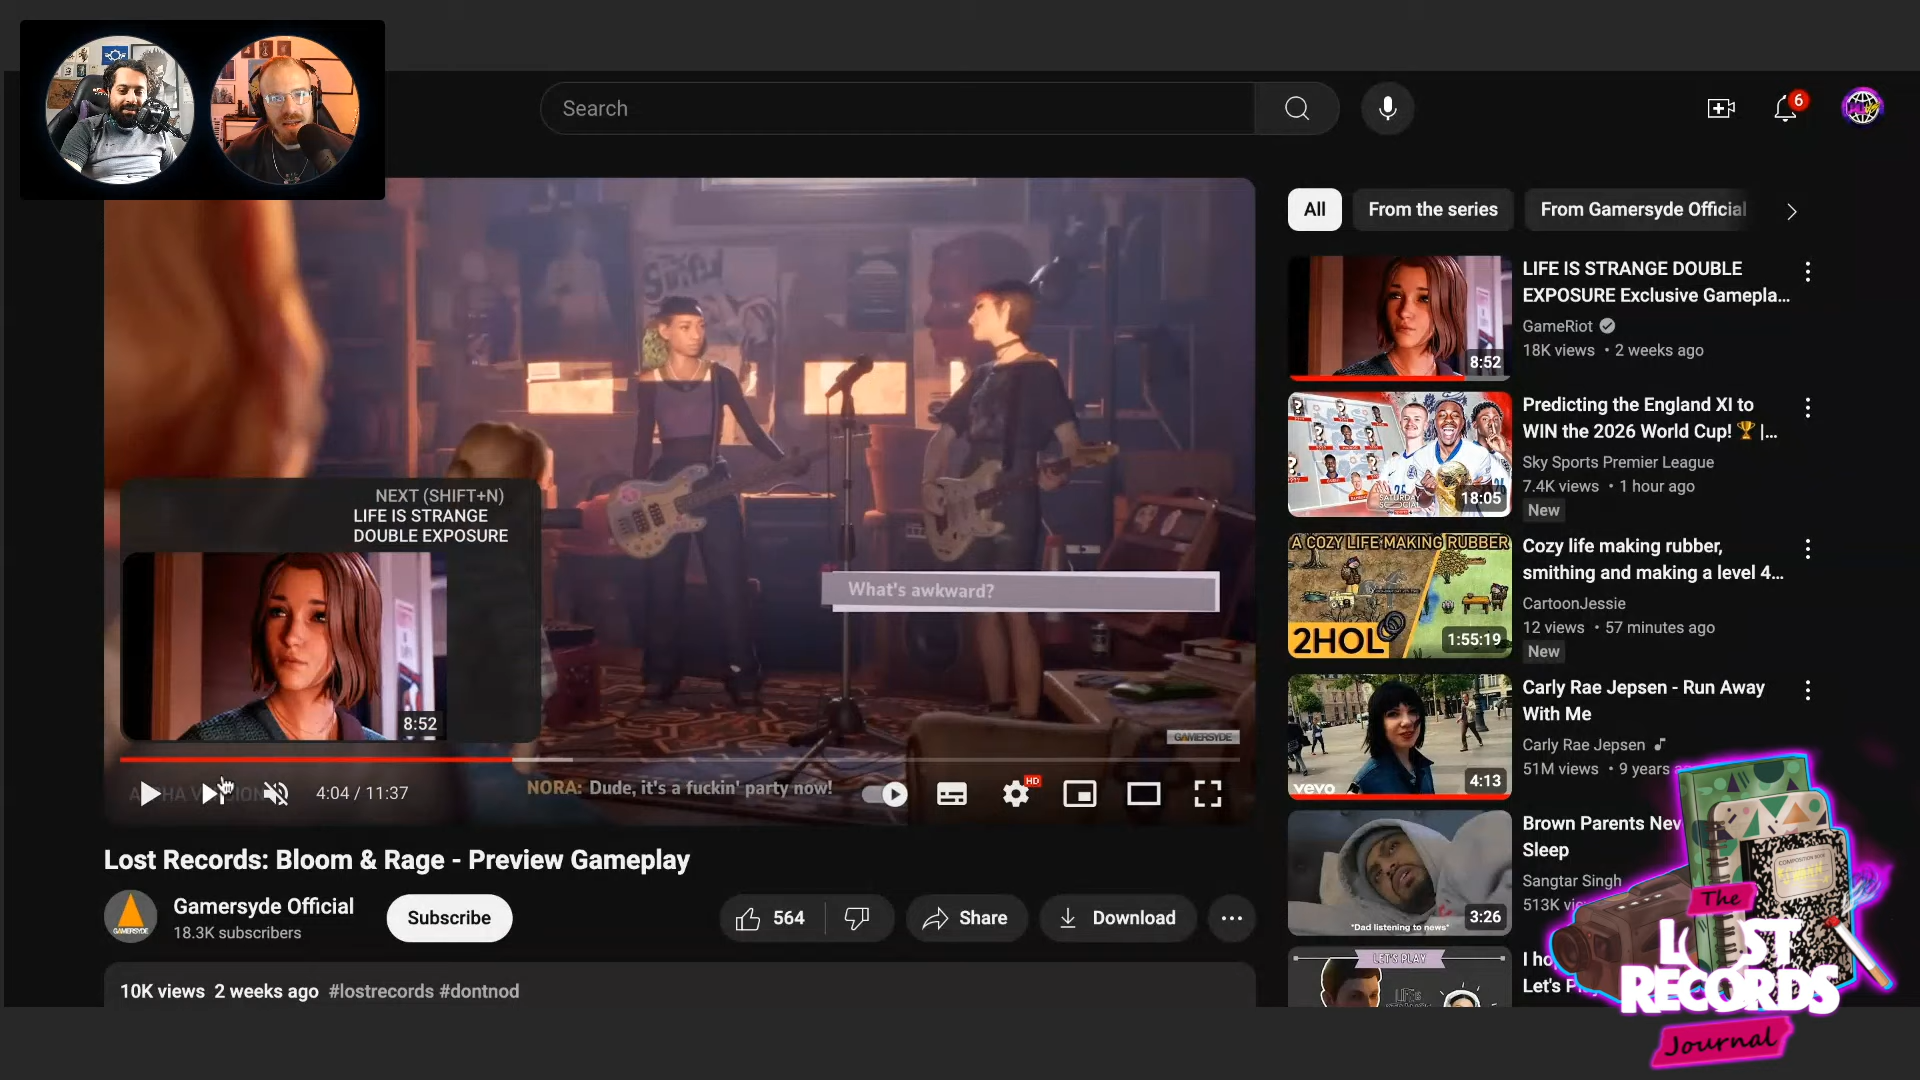 Search
6
All
From the series
From Gamersyde Official
LIFE IS STRANGE DOUBLE
EXPOSURE Exclusive Gamepla...
GameRiot
18K views • 2 weeks ago
8:52
Predicting the England XI to
WIN the 2026 World Cup! 🏆 |...
Sky Sports Premier League
7.4K views • 1 hour ago
New
18:05
A COZY LIFE MAKING RUBBER
2HOL
1:55:19
Cozy life making rubber,
smithing and making a level 4...
CartoonJessie
12 views • 57 minutes ago
New
Carly Rae Jepsen - Run Away
With Me
Carly Rae Jepsen
51M views • 9 years
vevo
4:13
Brown Parents Nev
Sleep
Sangtar Singh
513K
3:26
*Dad listening to news*
LET'S PLAY
Let's
NEXT (SHIFT+N)
LIFE IS STRANGE
DOUBLE EXPOSURE
8:52
What's awkward?
GAMERSYDE
4:04 / 11:37
NORA: Dude, it's a fuckin' party now!
HD
Lost Records: Bloom & Rage - Preview Gameplay
GAMERSYDE
Gamersyde Official
18.3K subscribers
Subscribe
564
Share
Download
10K views 2 weeks ago #lostrecords #dontnod
The
LOST
RECORDS
Journal